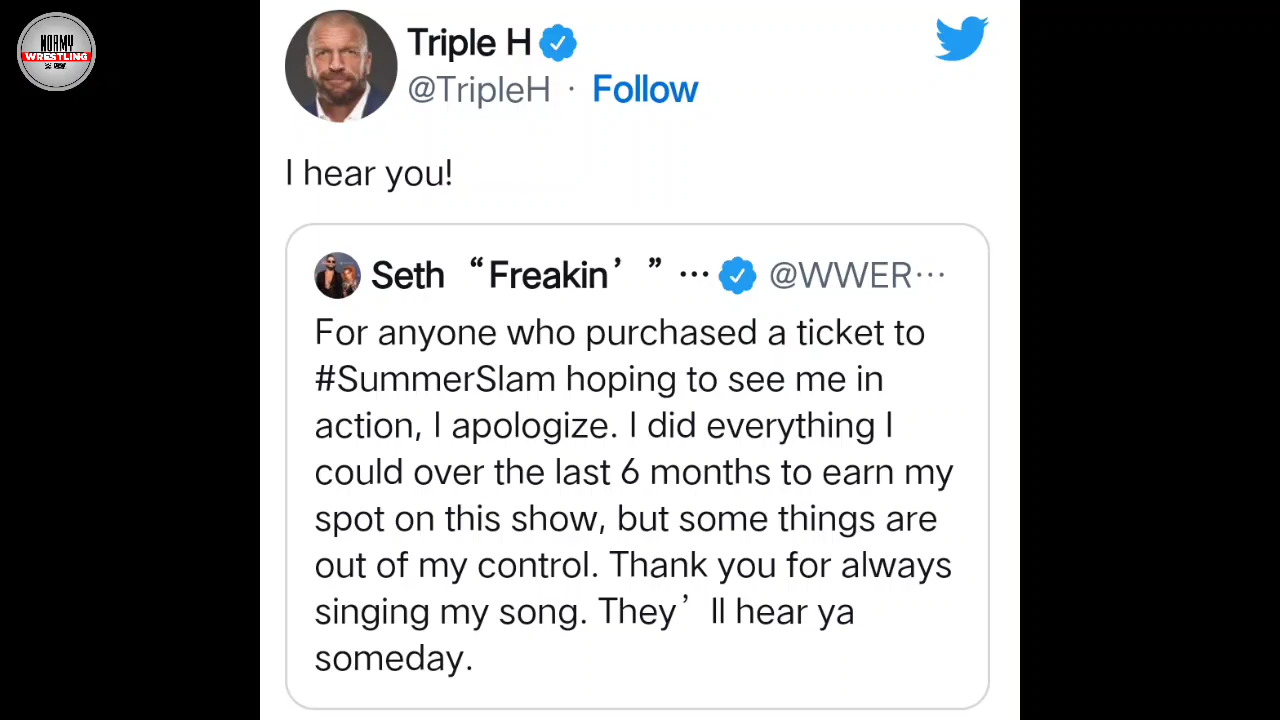 NORMY
WRESTLING
Triple H
@TripleH · Follow
I hear you!
Seth “Freakin’ ” ... @WWER...
For anyone who purchased a ticket to
#SummerSlam hoping to see me in
action, I apologize. I did everything I
could over the last 6 months to earn my
spot on this show, but some things are
out of my control. Thank you for always
singing my song. They’ll hear ya
someday.